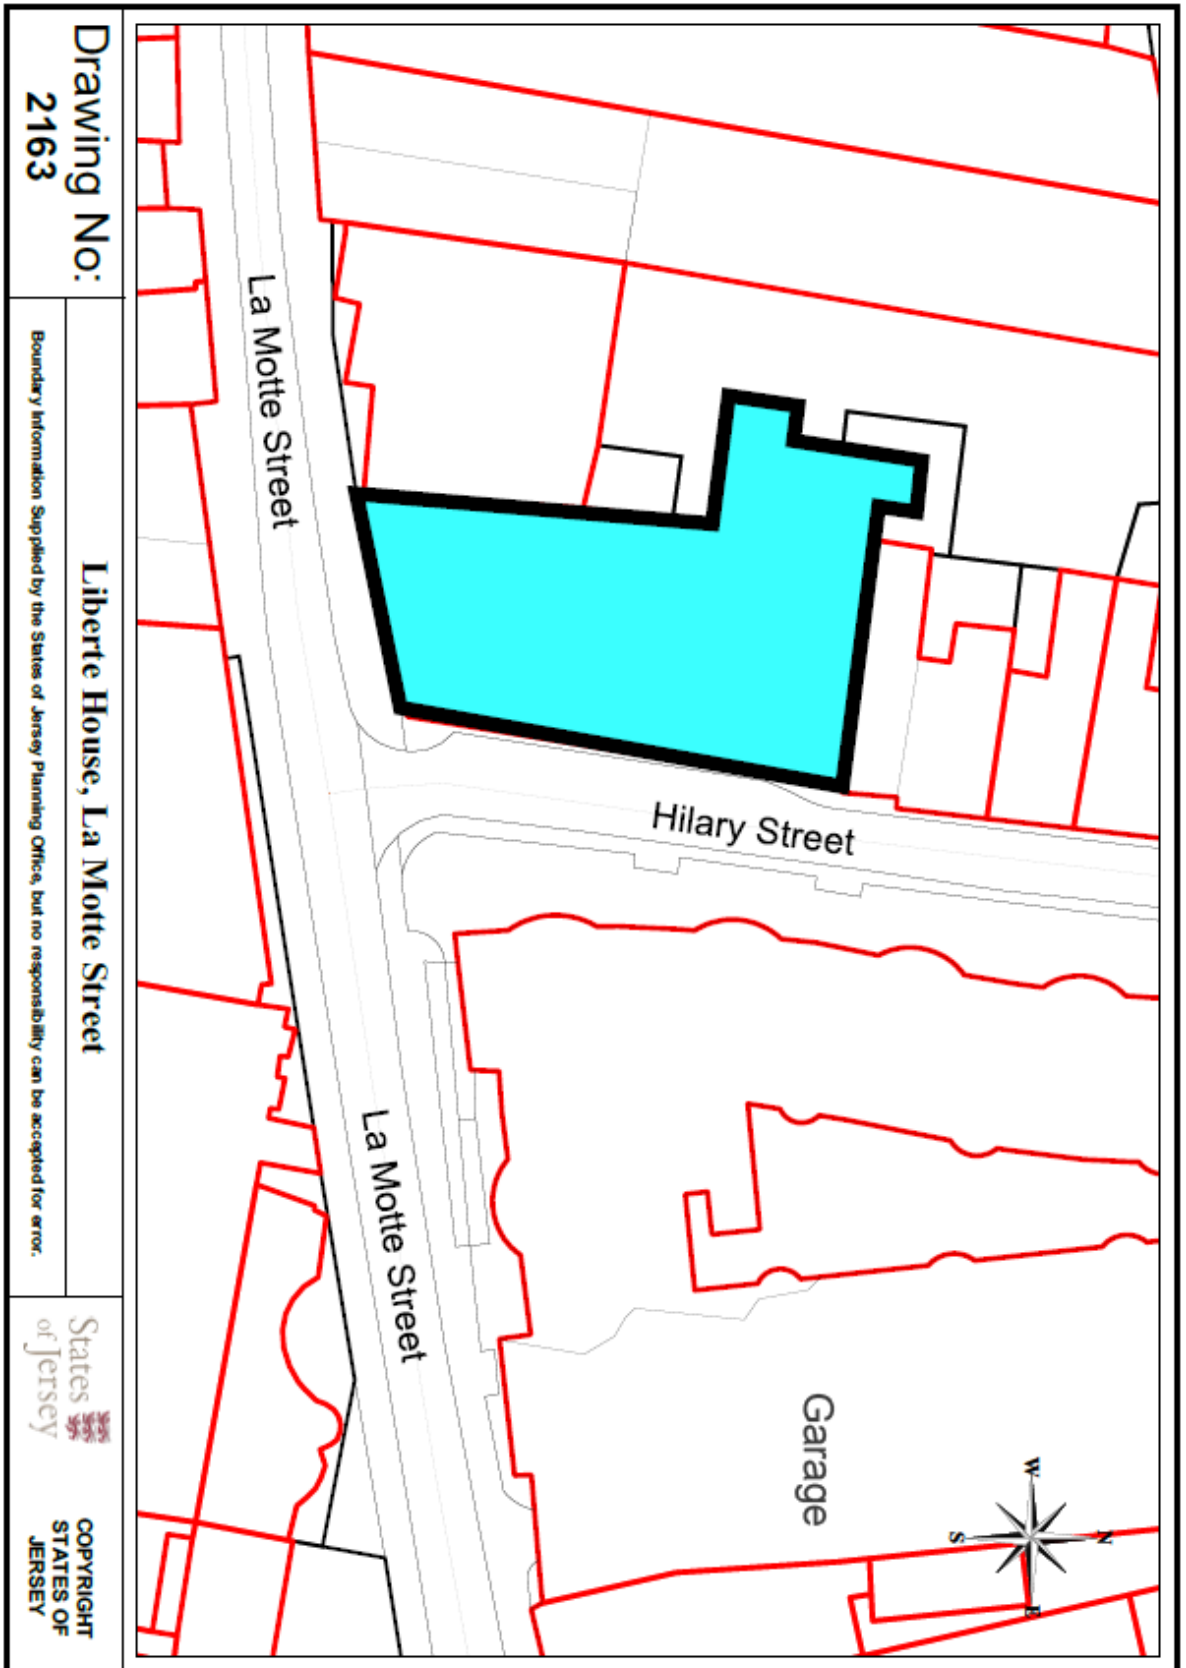 La Motte Street
Hilary Street
La Motte Street
Garage
W
N
S
E
Drawing No:
2163
Liberte House, La Motte Street
Boundary Information Supplied by the States of Jersey Planning Office, but no responsibility can be accepted for error.
States
of Jersey
COPYRIGHT
STATES OF
JERSEY